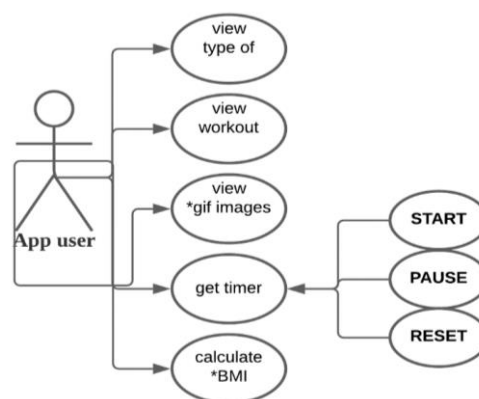 view
type of
view
workout
view
*gif images
App user
get timer
calculate
*BMI
START
PAUSE
RESET